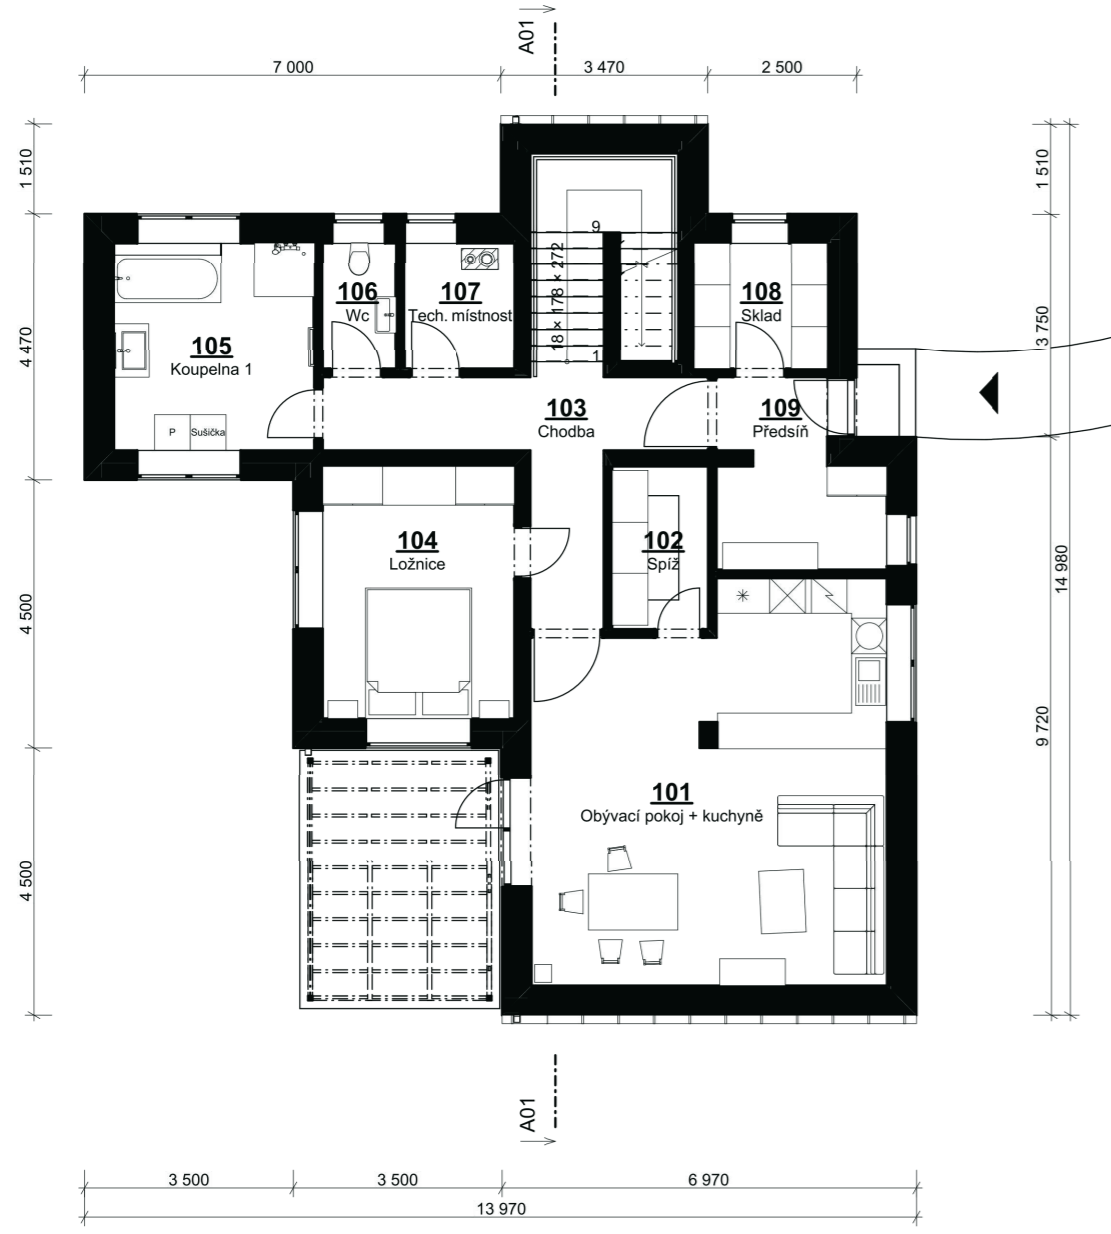 A01
7 000
3 470
2 500
1 510
1 510
9
18 × 178 × 272
1
106
Wc
107
Tech. místnost
108
Sklad
3 750
4 470
105
Koupelna 1
P
Sušička
103
Chodba
109
Předsíň
104
Ložnice
102
Spíž
14 980
4 500
9 720
101
Obývací pokoj + kuchyně
4 500
A01
3 500
3 500
6 970
13 970